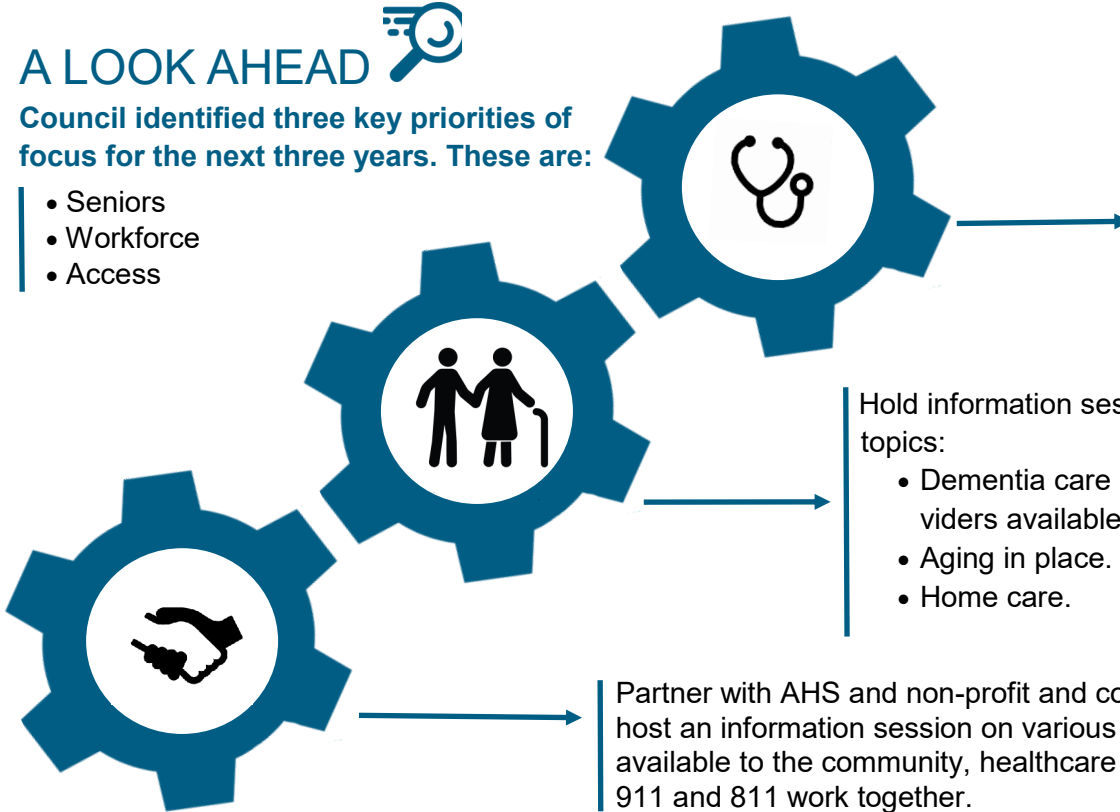 A LOOK AHEAD
Council identified three key priorities of
focus for the next three years. These are:
• Seniors
• Workforce
• Access
Hold information ses
topics:
• Dementia care
viders available
• Aging in place.
• Home care.
Partner with AHS and non-profit and co
host an information session on various
available to the community, healthcare
911 and 811 work together.